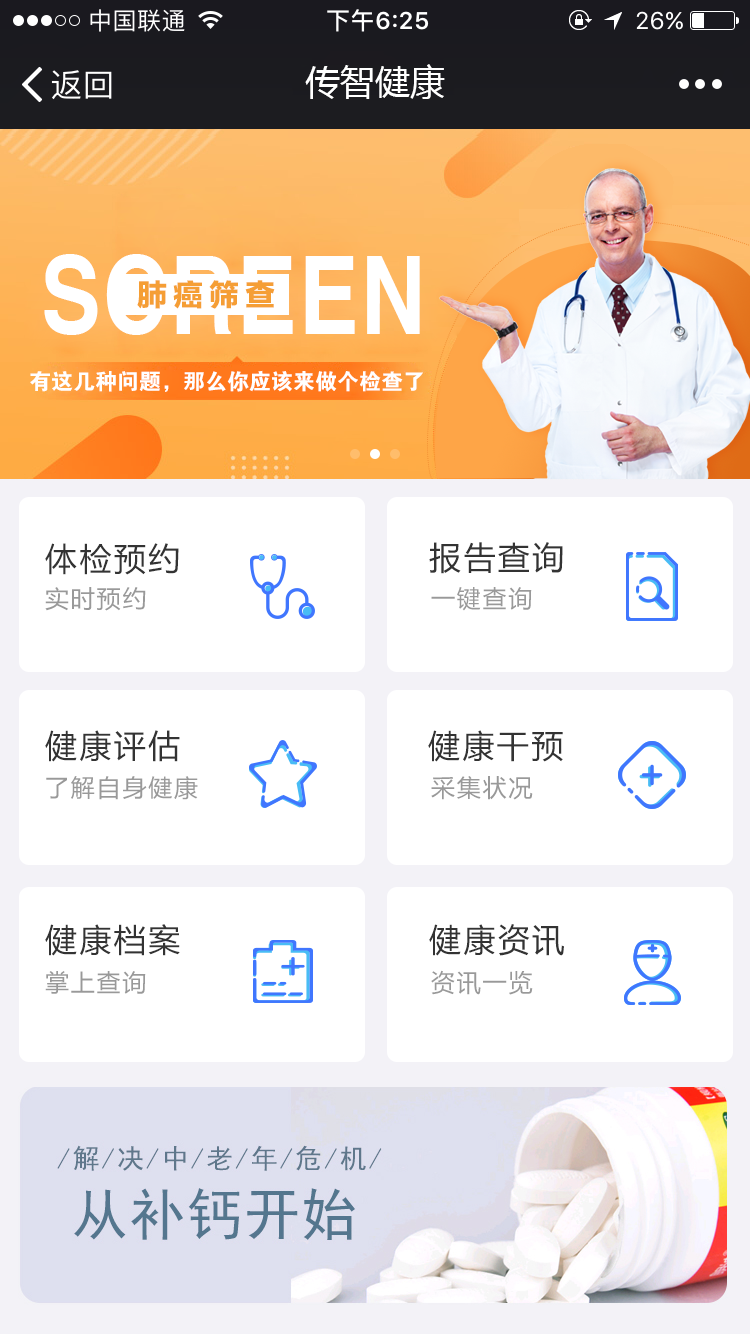 中国联通
下午6:25
26%
返回
传智健康
SCREEN
肺癌筛查
有这几种问题，那么你应该来做个检查了
体检预约
实时预约
报告查询
一键查询
健康评估
了解自身健康
健康干预
采集状况
健康档案
掌上查询
健康资讯
资讯一览
/解/决/中/老/年/危/机/
从补钙开始